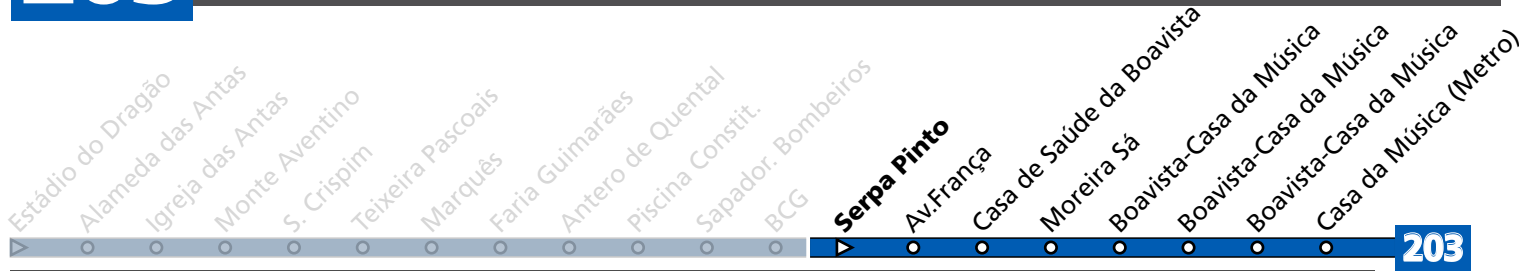 203
Estádio do Dragão
Alameda das Antas
Igreja das Antas
Monte Aventino
S. Crispim
Teixeira Pascoais
Marquês
Faria Guimarães
Antero de Quental
Piscina Constit.
Sapador. Bombeiros
BCG
Serpa Pinto
Av.França
Casa de Saúde da Boavista
Moreira Sá
Boavista-Casa da Música
Boavista-Casa da Música
Boavista-Casa da Música
Casa da Música (Metro)
203